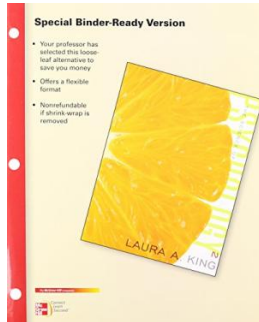 Special Binder-Ready Version
• Your professor has
selected this loose-
leaf alternative to
save you money
• Offers a flexible
format
• Nonrefundable
if shrink-wrap is
removed
LAURA A. KING
2